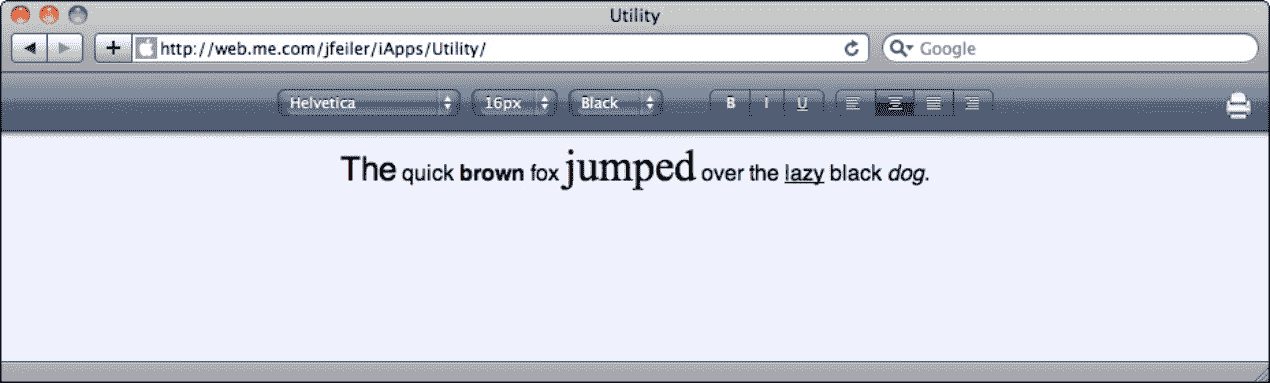 Utility
http://web.me.com/jfeiler/iApps/Utility/ Google
Helvetica 16px Black B I U
The quick brown fox jumped over the lazy black dog.